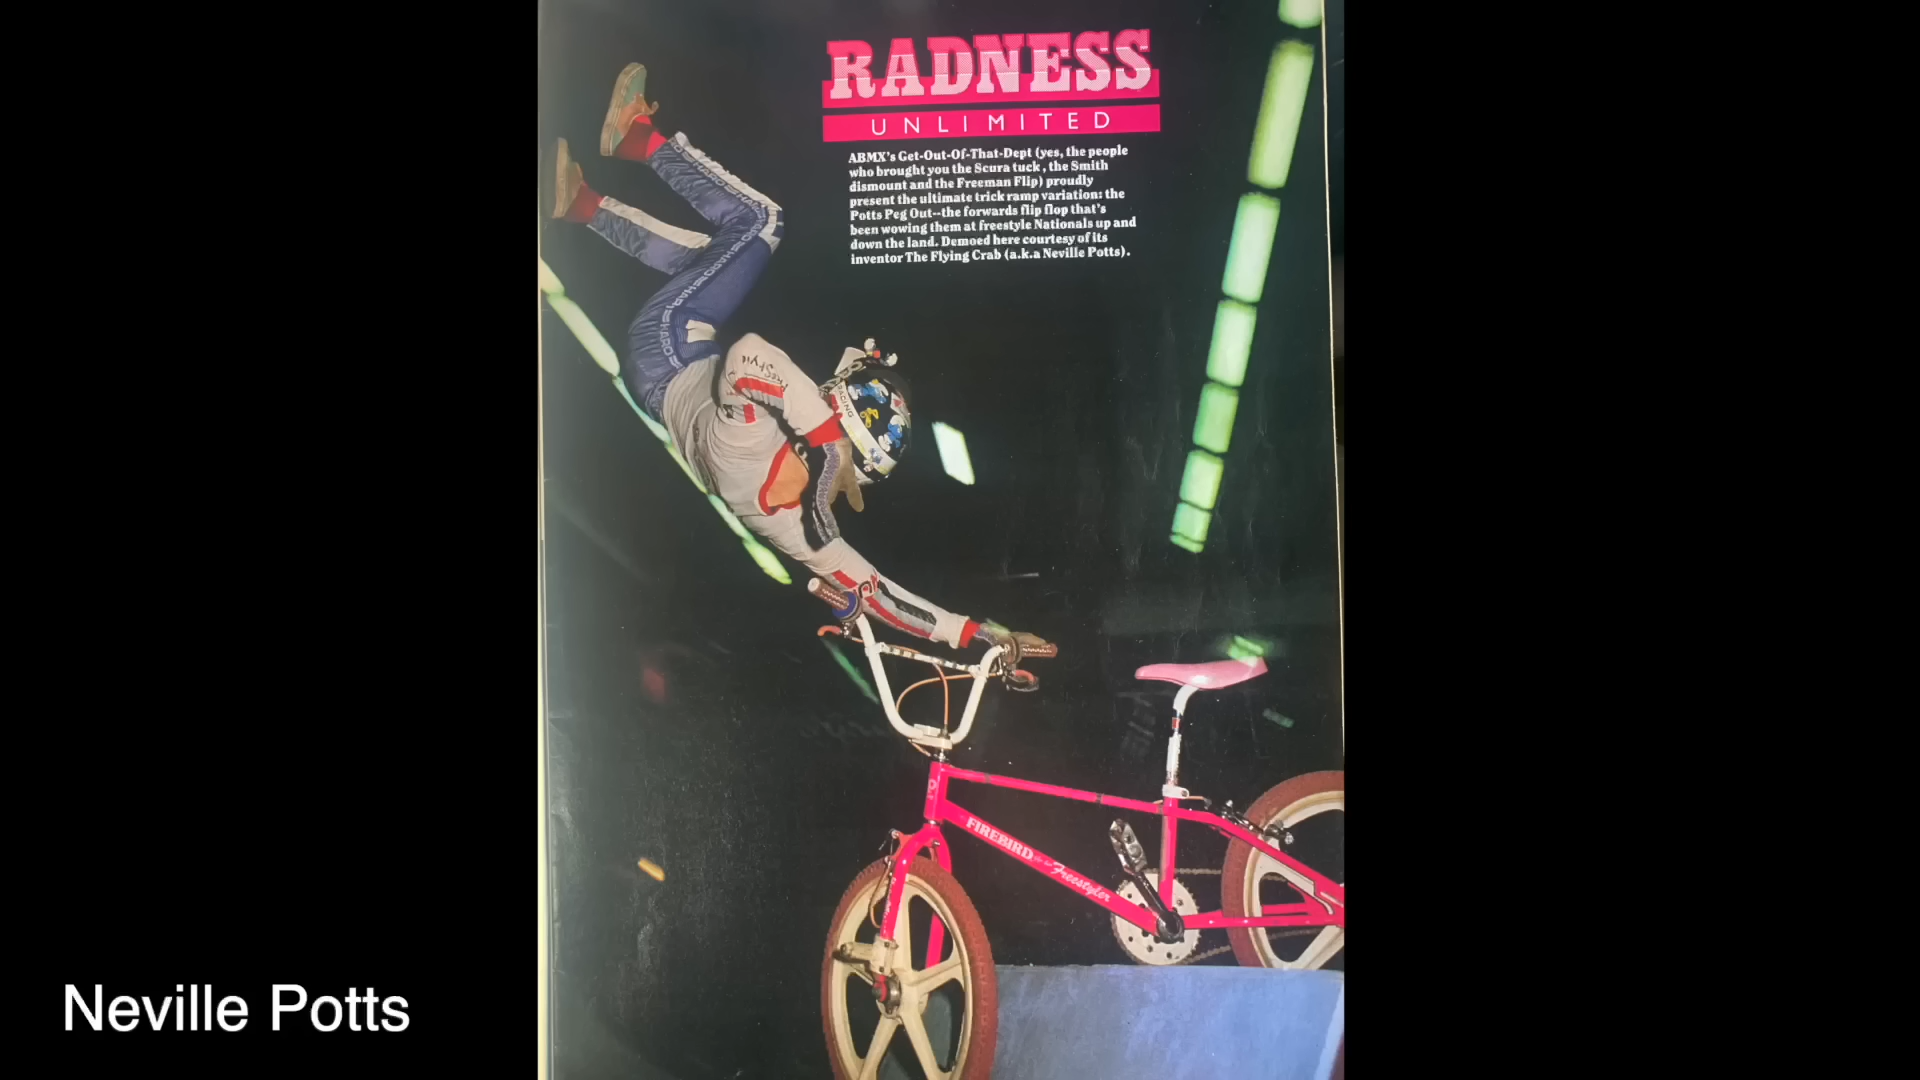 RADNESS
UNLIMITED
ABMX's Get-Out-Of-That-Dept (yes, the people
who brought you the Scura tuck, the Smith
dismount and the Freeman Flip) proudly
present the ultimate trick ramp variation: the
Potts Peg Out--the forwards flip flop that's
been wowing them at freestyle Nationals up and
down the land. Demoed here courtesy of its
inventor The Flying Crab (a.k.a Neville Potts).
HARO
RACING
FIREBIRD
Freestyler
Neville Potts